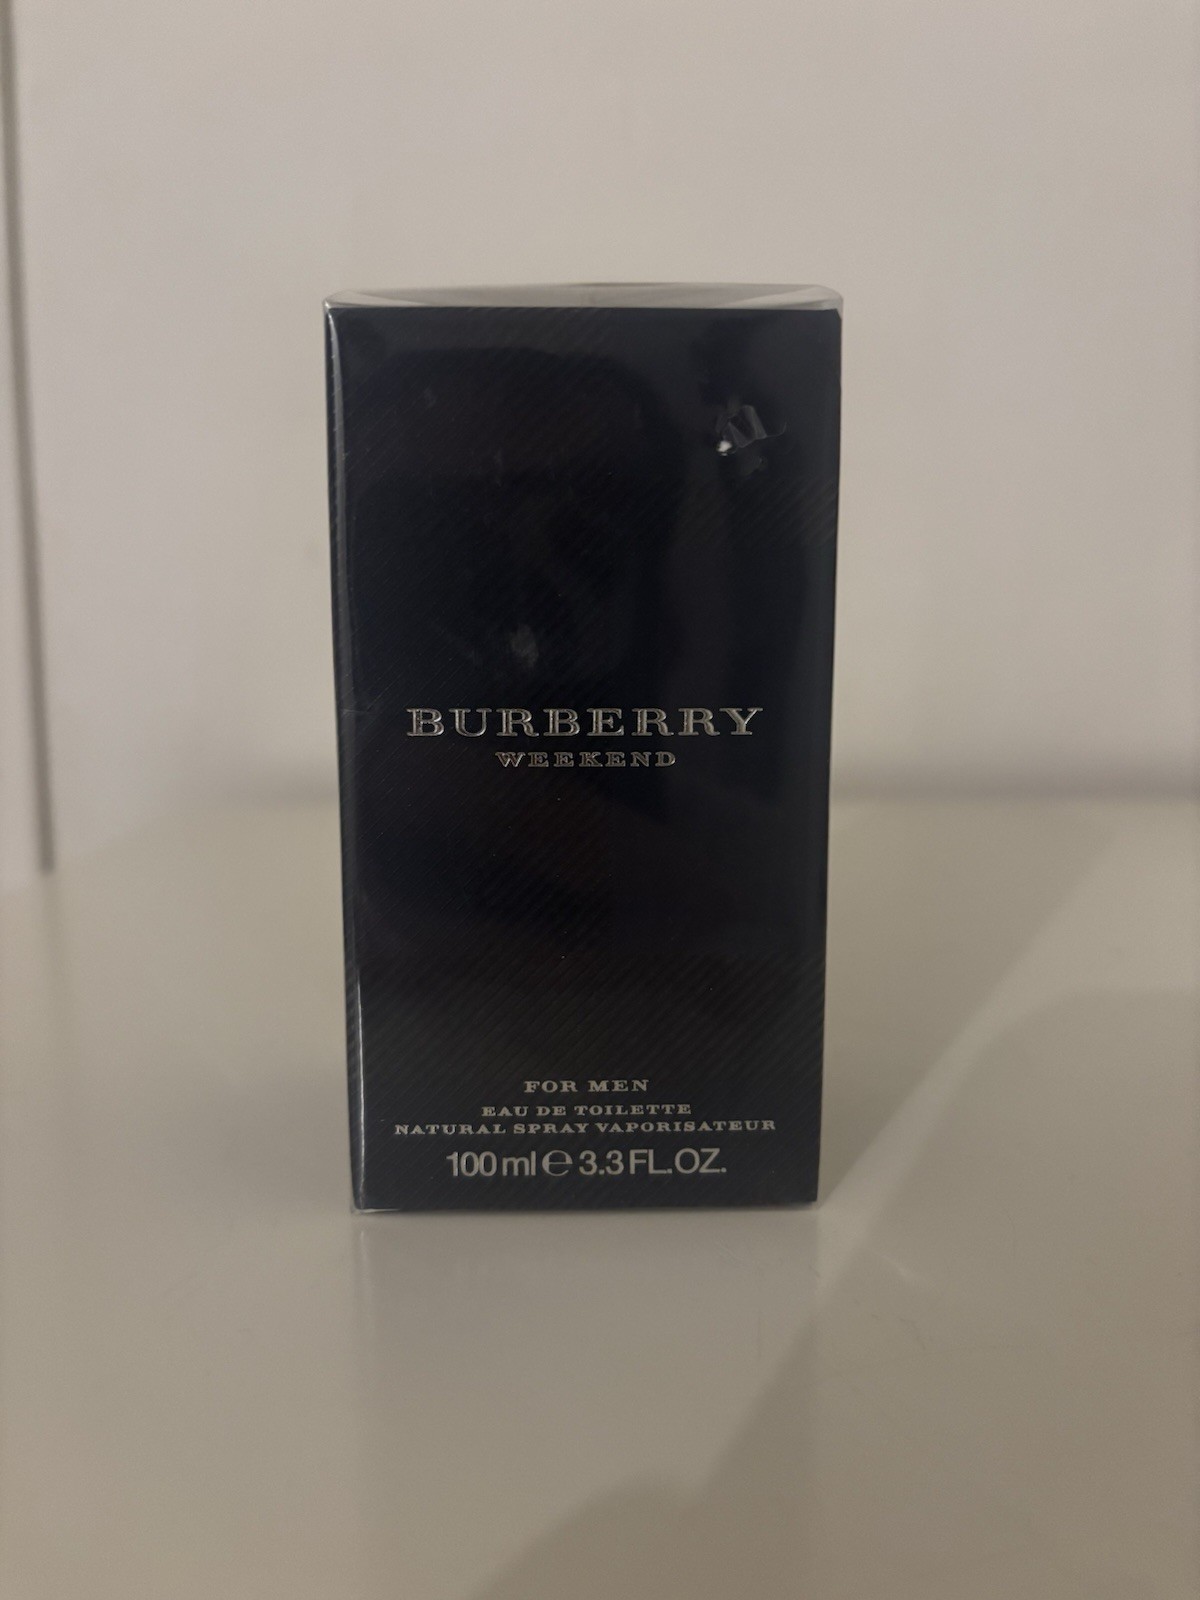 BURBERRY
WEEKEND
FOR MEN
EAU DE TOILETTE
NATURAL SPRAY VAPORISATEUR
100 ml ℮ 3.3 FL.OZ.